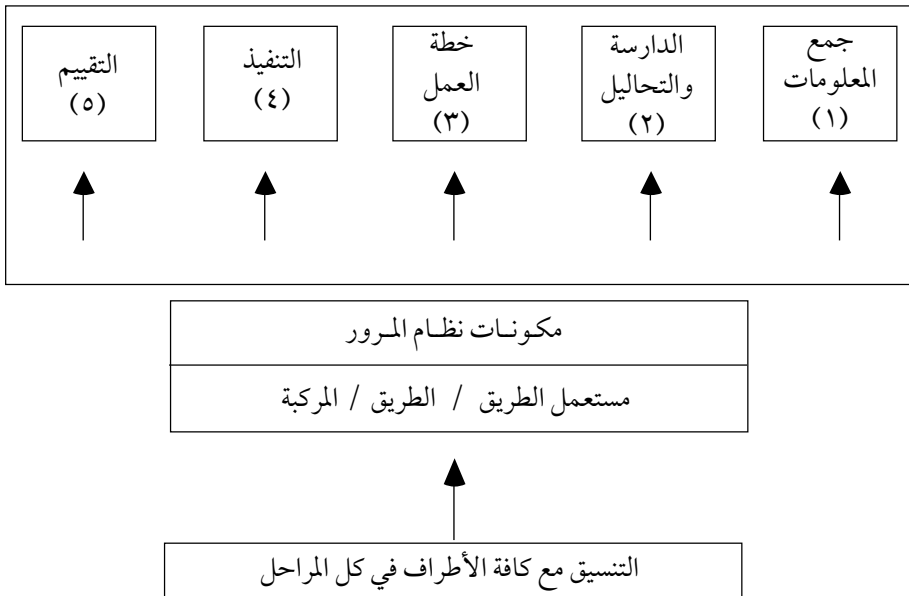 جمع
المعلومات
(١)
الدارسة
والتحاليل
(٢)
خطة
العمل
(٣)
التنفيذ
(٤)
التقييم
(٥)
مكونات نظام المرور
مستعمل الطريق / الطريق / المركبة
التنسيق مع كافة الأطراف في كل المراحل